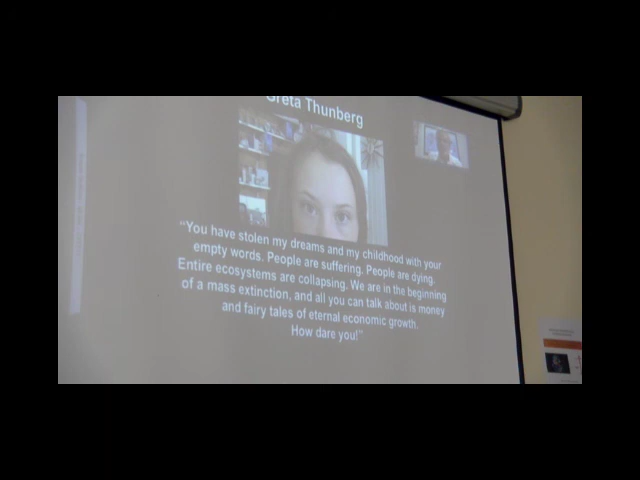 Greta Thunberg
“You have stolen my dreams and my childhood with your
empty words. People are suffering. People are dying.
Entire ecosystems are collapsing. We are in the beginning
of a mass extinction, and all you can talk about is money
and fairy tales of eternal economic growth.
How dare you!”